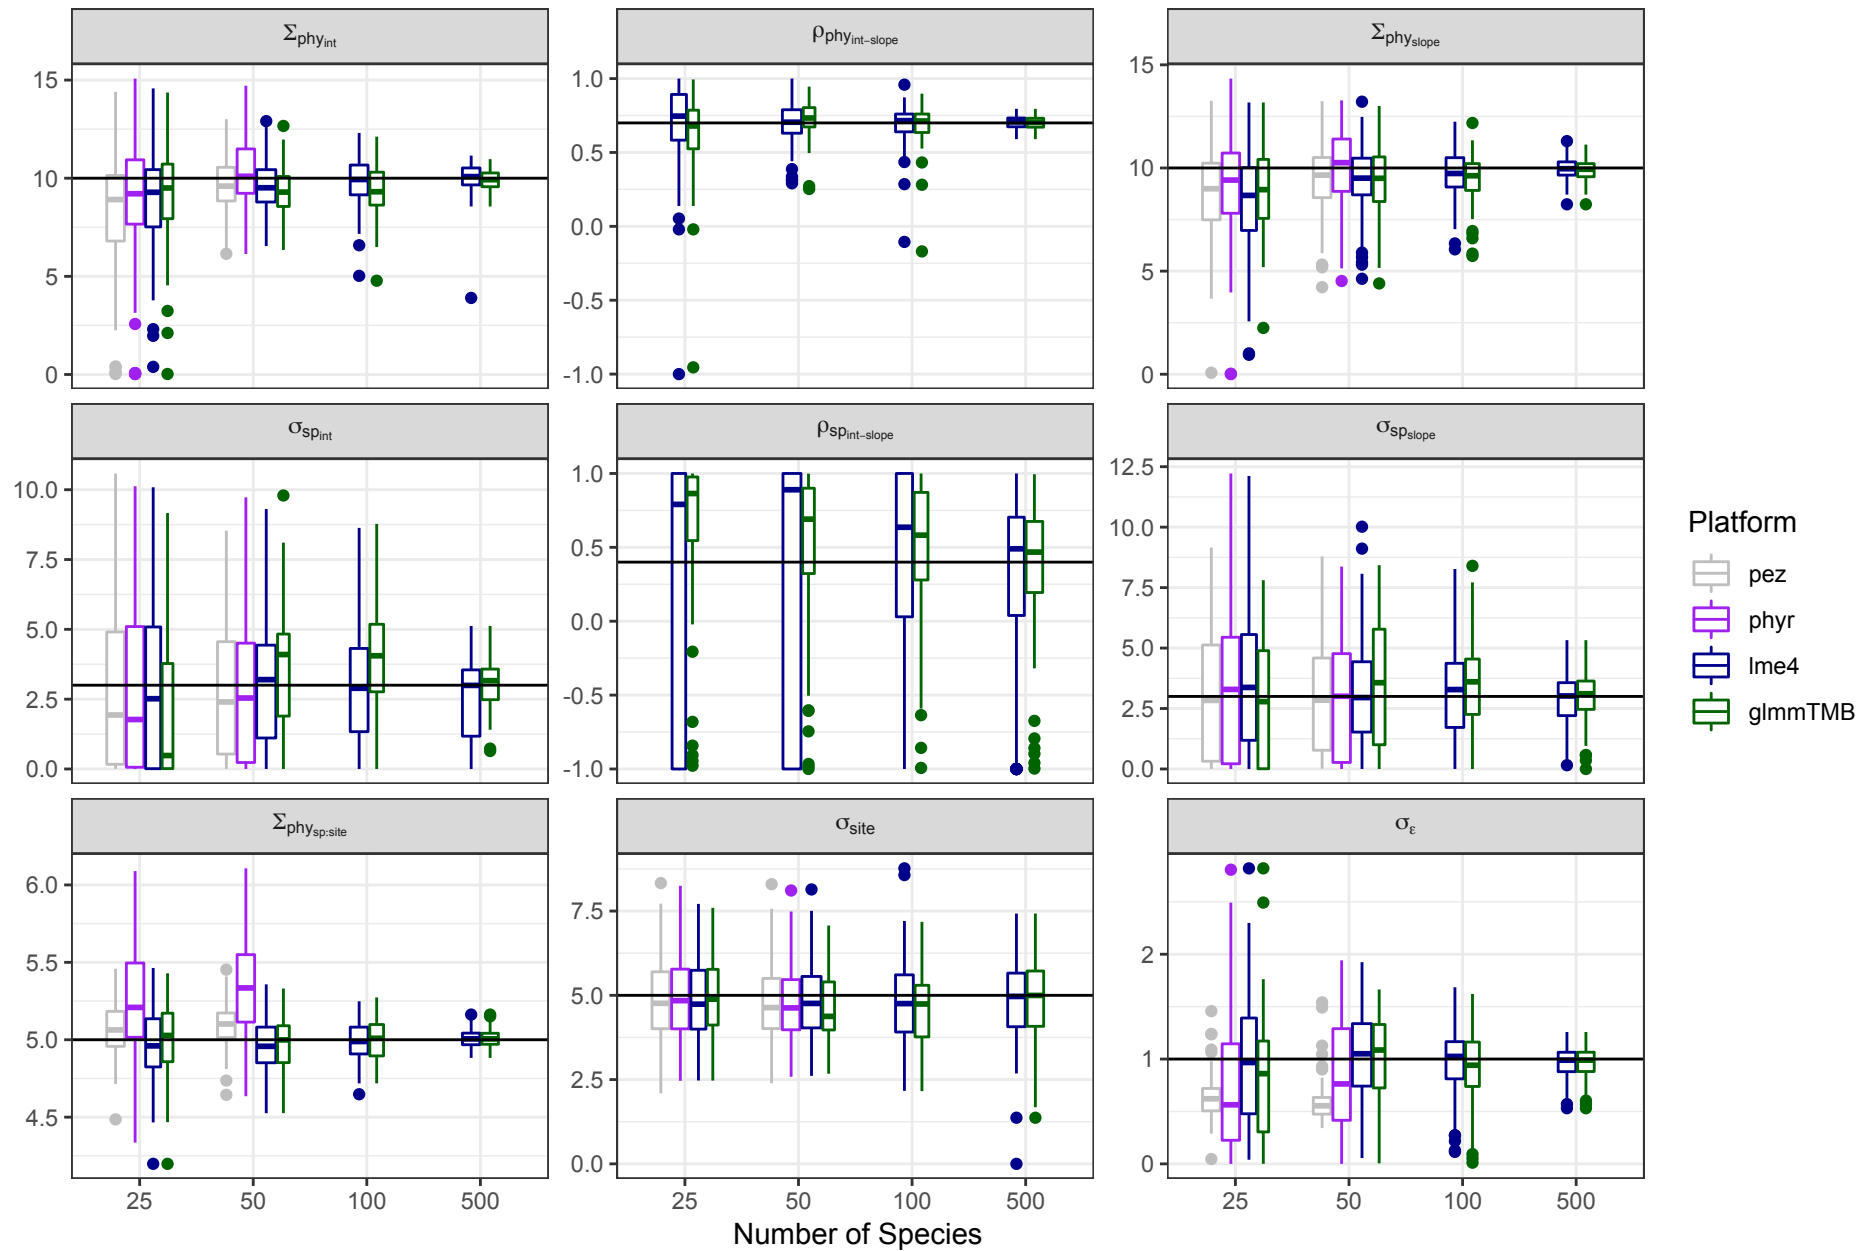 Σphyint
ρphyint−slope
Σphyslope
15
10
5
0
1.0
0.5
0.0
-0.5
-1.0
15
10
5
0
σspint
ρspint−slope
σspslope
10.0
7.5
5.0
2.5
0.0
1.0
0.5
0.0
-0.5
-1.0
12.5
10.0
7.5
5.0
2.5
0.0
Σphysp:site
σsite
σε
6.0
5.5
5.0
4.5
7.5
5.0
2.5
0.0
2
1
0
25 50 100 500
25 50 100 500
25 50 100 500
Number of Species
Platform
pez
phyr
lme4
glmmTMB